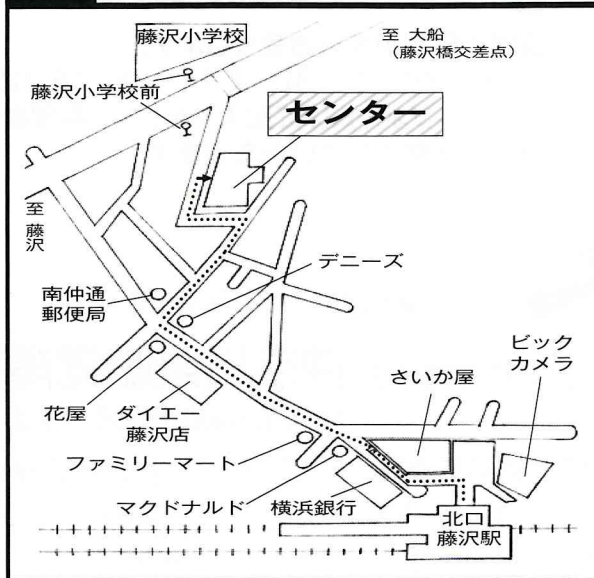 藤沢小学校
至 大船
(藤沢橋交差点)
藤沢小学校前
センター
至 藤沢
デニーズ
南仲通
郵便局
ビック
カメラ
さいか屋
花屋
ダイエー
藤沢店
ファミリーマート
マクドナルド
横浜銀行
北口
藤沢駅